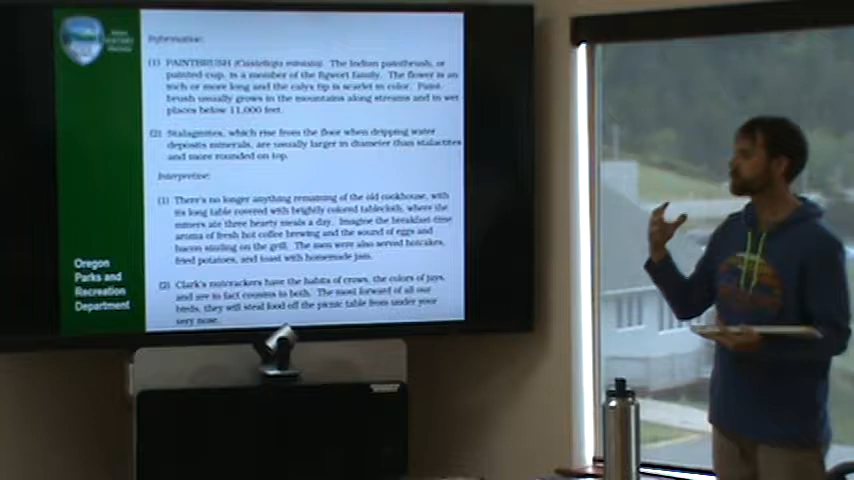 Information:
(1) PAINTBRUSH (Castelleja miniata). The Indian paintbrush, or
painted-cup, is a member of the figwort family. The flower is an
inch or more long and the calyx tip is scarlet in color. Paint-
brush usually grows in the mountains along streams and in wet
places below 11,000 feet.
(2) Stalagmites, which rise from the floor when dripping water
deposits minerals, are usually larger in diameter than stalactites
and more rounded on top.
Interpretive:
(1) There's no longer anything remaining of the old cookhouse, with
its long table covered with brightly colored tablecloth, where the
miners ate three hearty meals a day. Imagine the breakfast-time
aroma of fresh hot coffee brewing and the sound of eggs and
bacon sizzling on the grill. The men were also served hotcakes,
fried potatoes, and toast with homemade jam.
(2) Clark's nutcrackers have the habits of crows, the colors of jays,
and are in fact cousins to both. The most forward of all our
birds, they will steal food off the picnic table from under your
very nose.
Oregon
Parks and
Recreation
Department